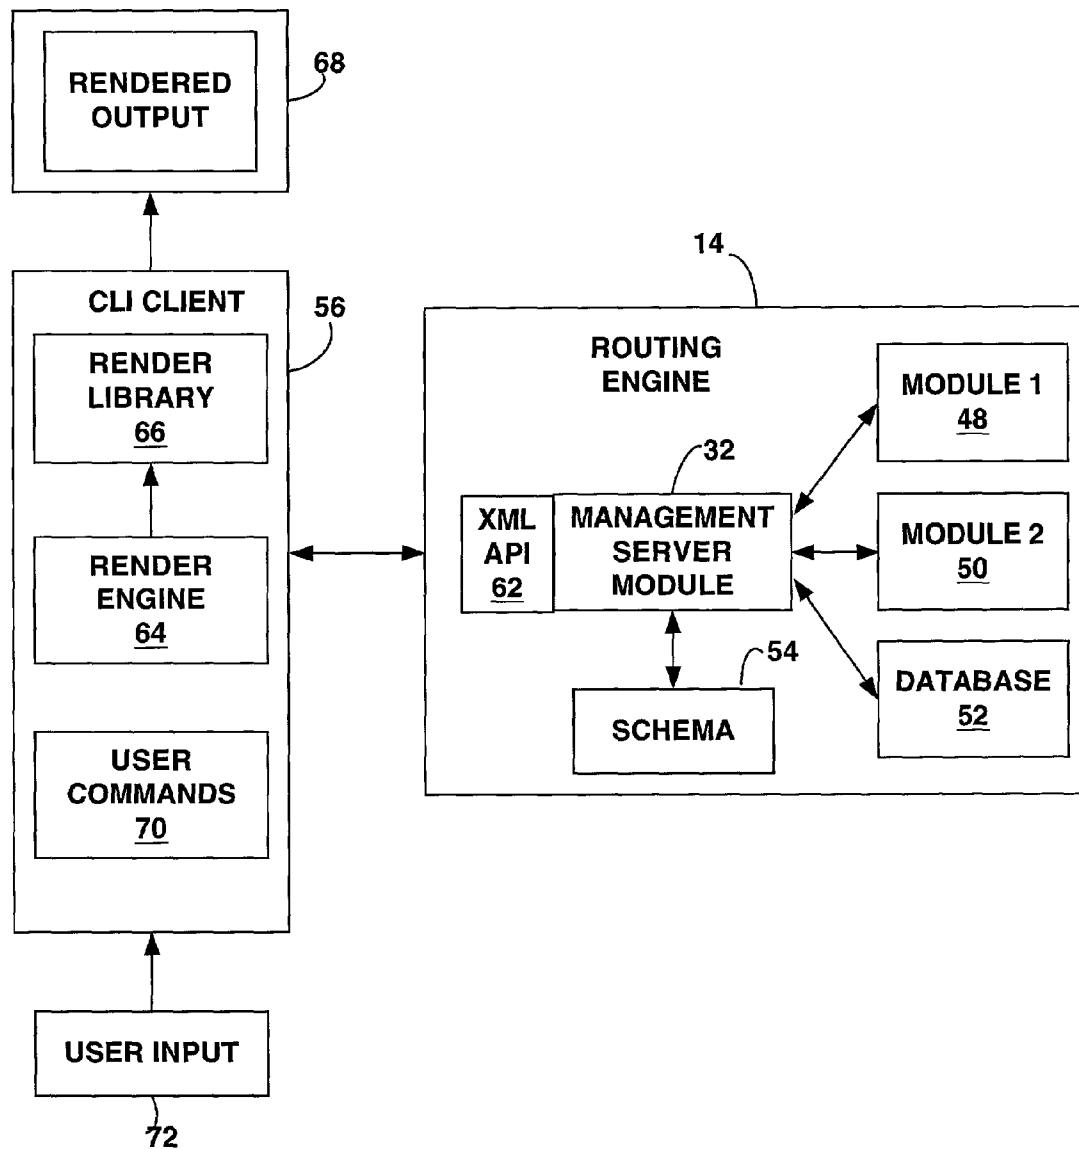 RENDERED
OUTPUT
68
CLI CLIENT
56
RENDER
LIBRARY
66
RENDER
ENGINE
64
USER
COMMANDS
70
USER INPUT
72
14
ROUTING
ENGINE
32
XML
API
62
MANAGEMENT
SERVER
MODULE
54
SCHEMA
MODULE 1
48
MODULE 2
50
DATABASE
52